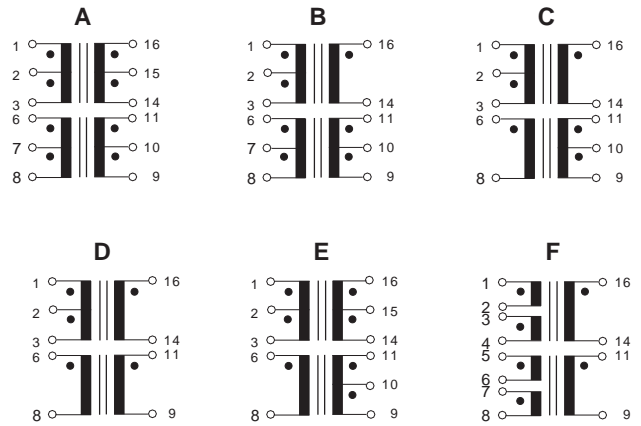 A B C
1 16 1 16 1 16
2 15 2 2
3 14 3 14 3 14
6 11 6 11 6 11
7 10 7 10 10
8 9 8 9 8 9
D E F
1 16 1 16 1 16
2 2 15 2
3
3 14 3 14 4 14
6 11 6 11 5 11
10 6
7
8 9 8 9 8 9